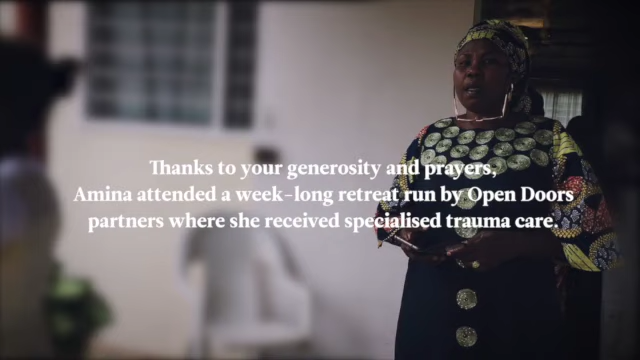 Thanks to your generosity and prayers,
Amina attended a week-long retreat run by Open Doors
partners where she received specialised trauma care.